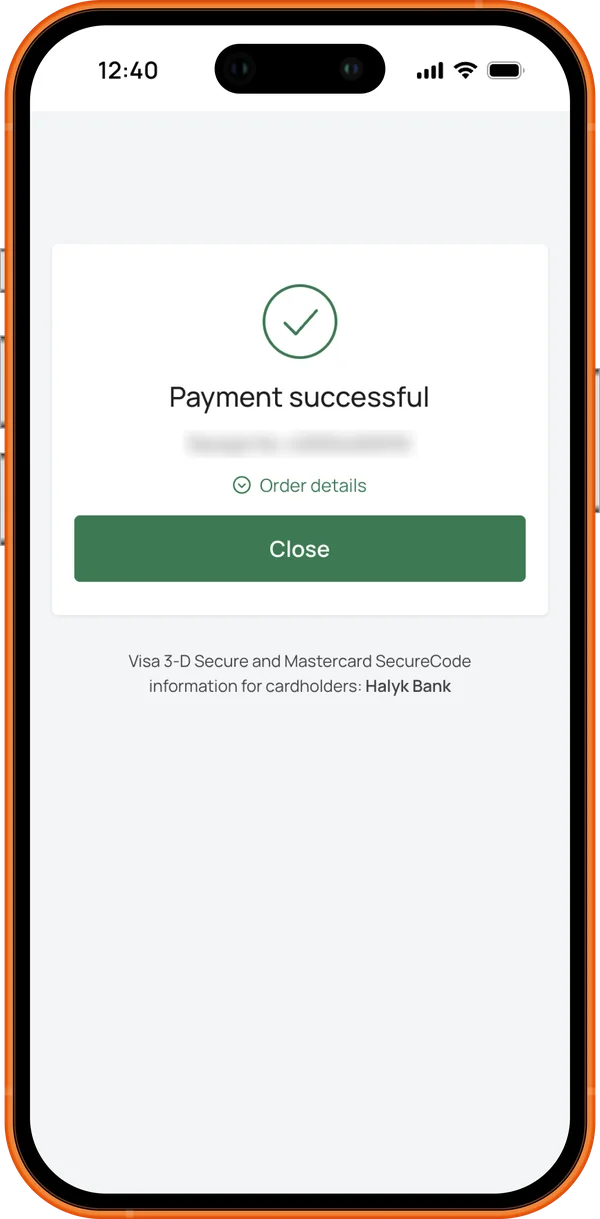 12:40
Payment successful
Order details
Close
Visa 3-D Secure and Mastercard SecureCode
information for cardholders: Halyk Bank